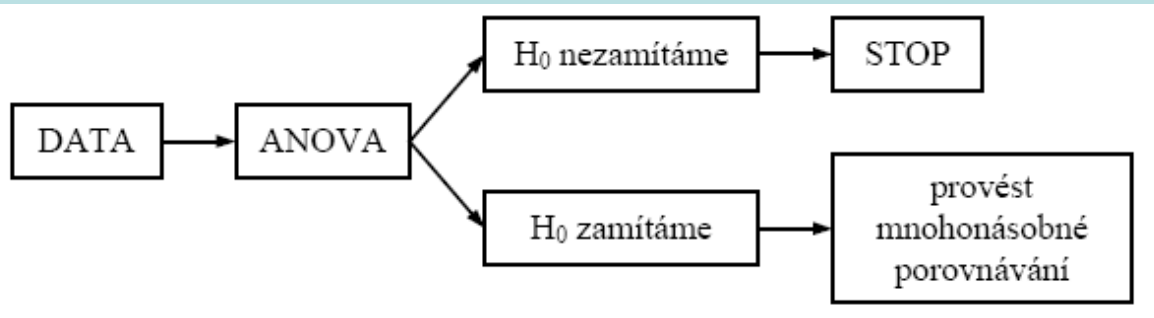 DATA
ANOVA
H₀ nezamítáme
STOP
H₀ zamítáme
provést
mnohonásobné
porovnávání